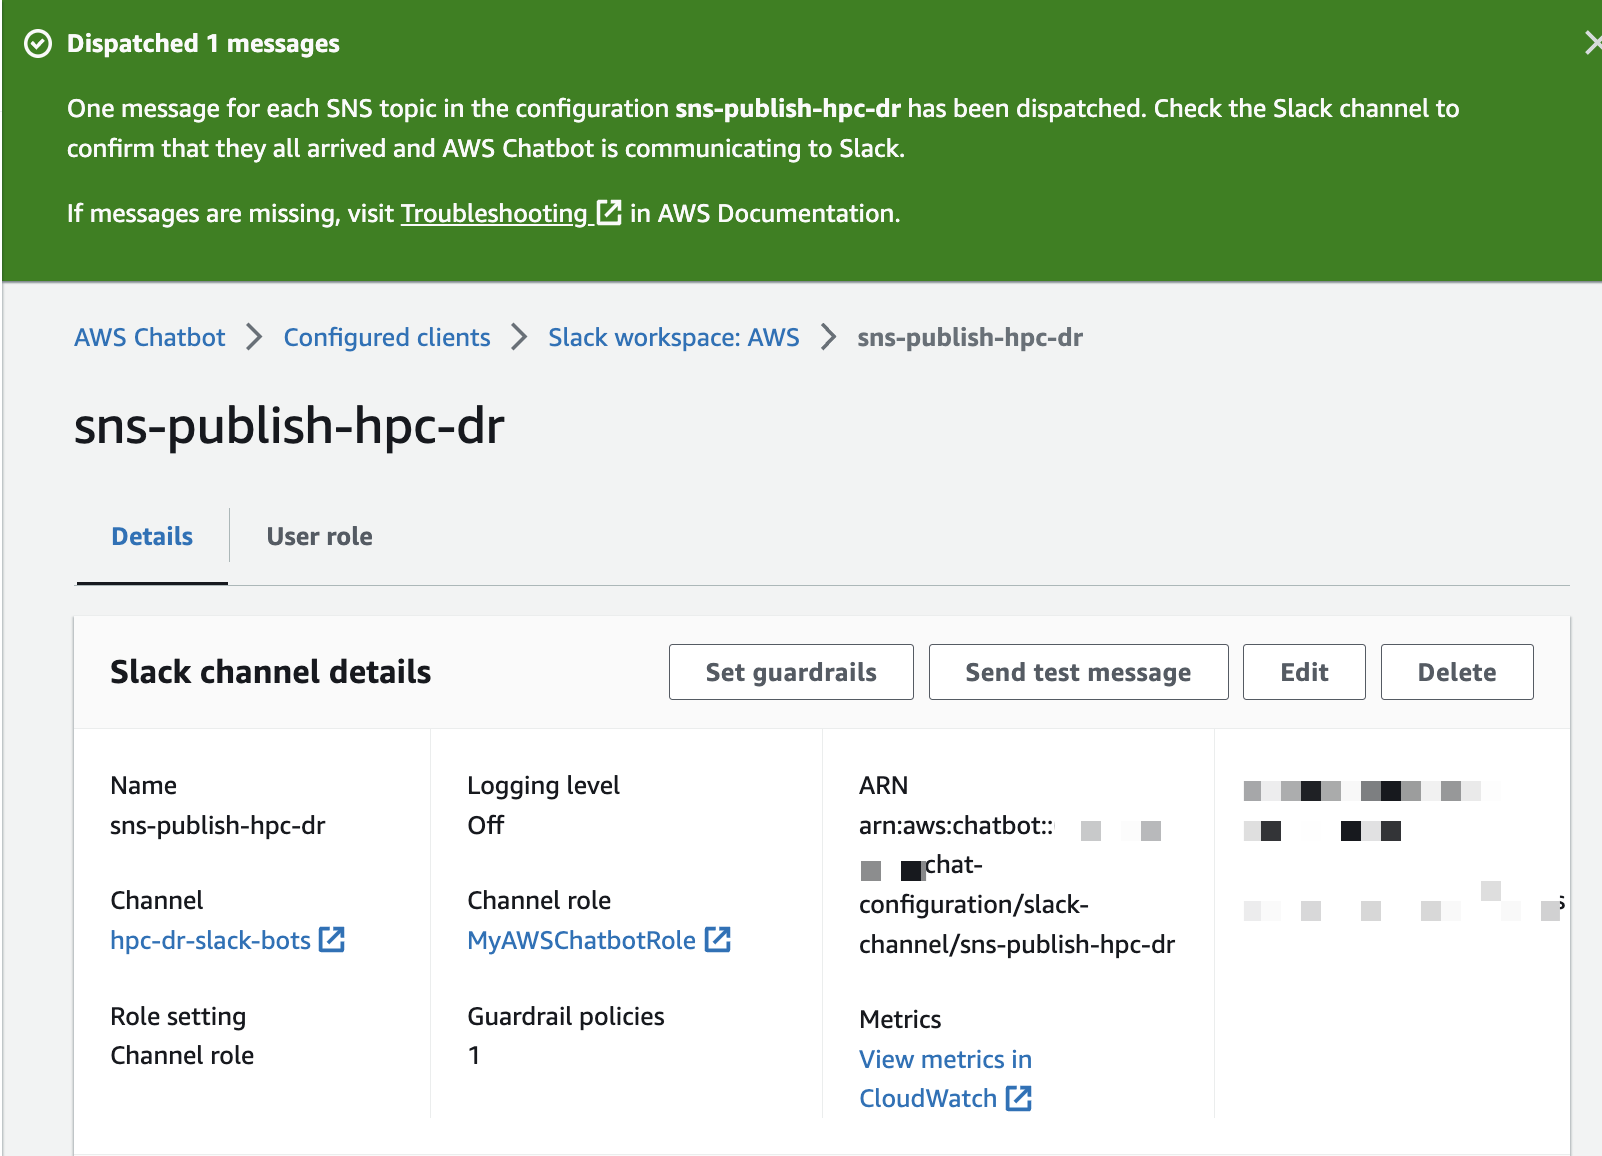 Dispatched 1 messages
One message for each SNS topic in the configuration sns-publish-hpc-dr has been dispatched. Check the Slack channel to
confirm that they all arrived and AWS Chatbot is communicating to Slack.
If messages are missing, visit Troubleshooting in AWS Documentation.
AWS Chatbot > Configured clients > Slack workspace: AWS > sns-publish-hpc-dr
sns-publish-hpc-dr
Details User role
Slack channel details Set guardrails Send test message Edit Delete
Name
sns-publish-hpc-dr
Channel
hpc-dr-slack-bots
Role setting
Channel role
Logging level
Off
Channel role
MyAWSChatbotRole
Guardrail policies
1
ARN
arn:aws:chatbot::
chat-
configuration/slack-
channel/sns-publish-hpc-dr
Metrics
View metrics in
CloudWatch